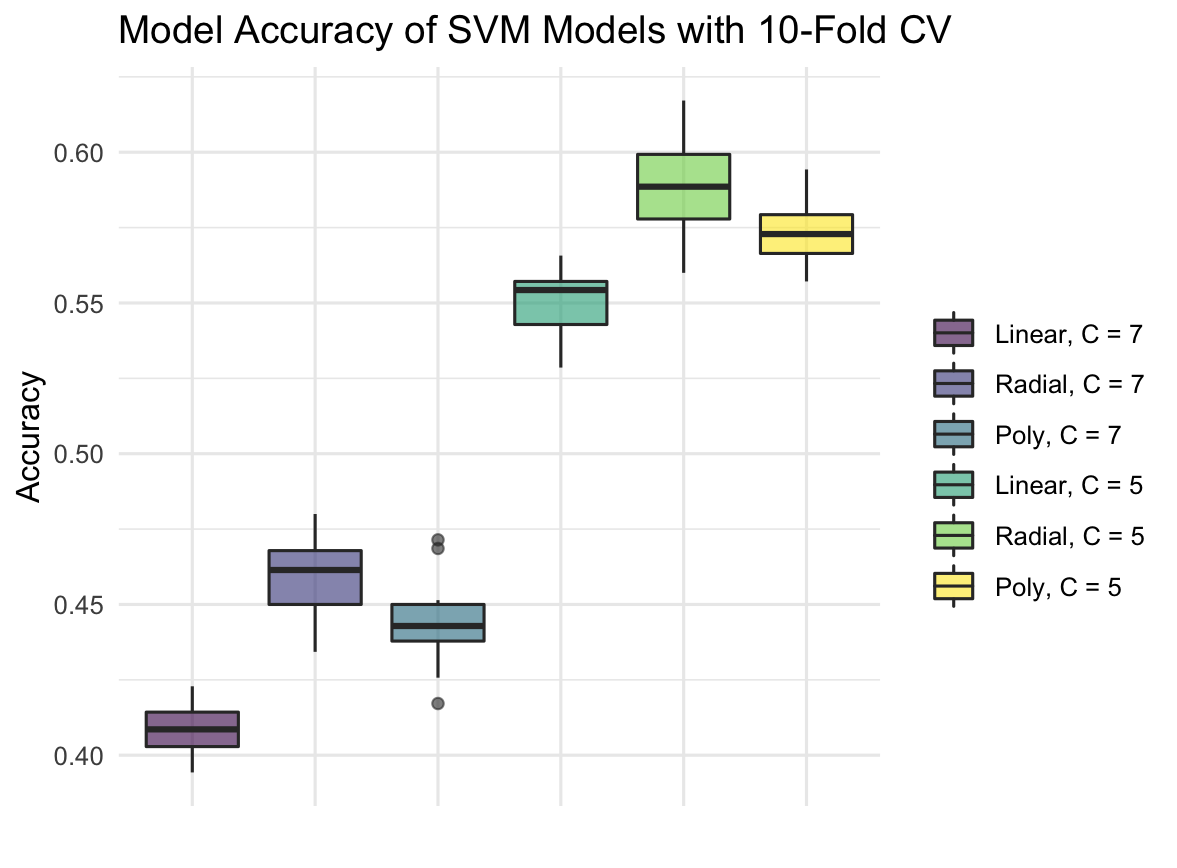 Model Accuracy of SVM Models with 10-Fold CV
Accuracy
0.60
0.55
0.50
0.45
0.40
Linear, C = 7
Radial, C = 7
Poly, C = 7
Linear, C = 5
Radial, C = 5
Poly, C = 5